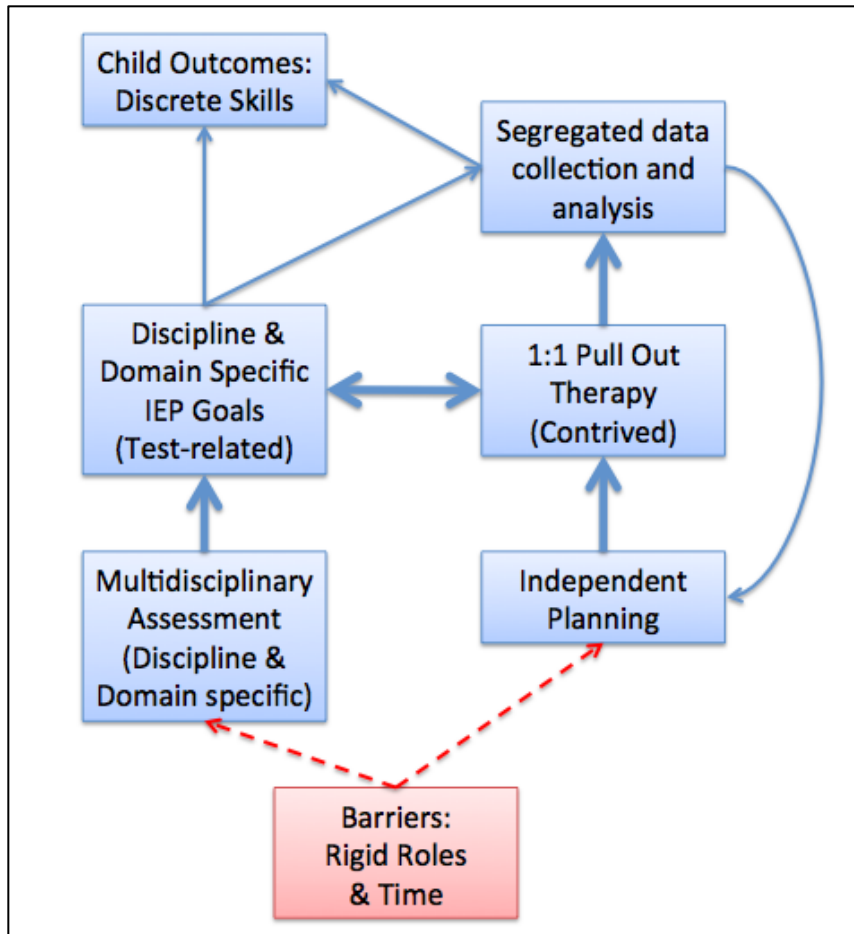 Child Outcomes:
Discrete Skills
Segregated data
collection and
analysis
Discipline &
Domain Specific
IEP Goals
(Test-related)
1:1 Pull Out
Therapy
(Contrived)
Multidisciplinary
Assessment
(Discipline &
Domain specific)
Independent
Planning
Barriers:
Rigid Roles
& Time